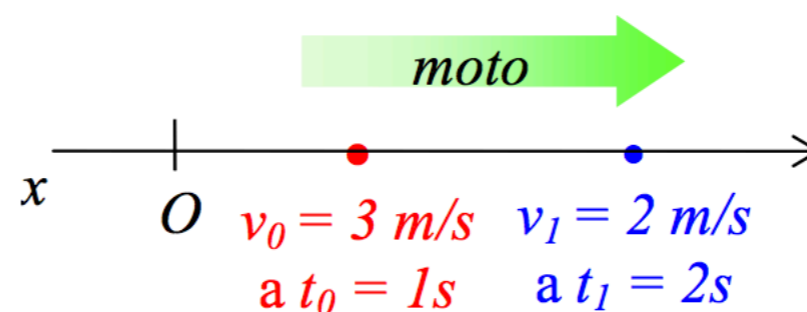 moto
x
O
v₀ = 3 m/s
a t₀ = 1s
v₁ = 2 m/s
a t₁ = 2s